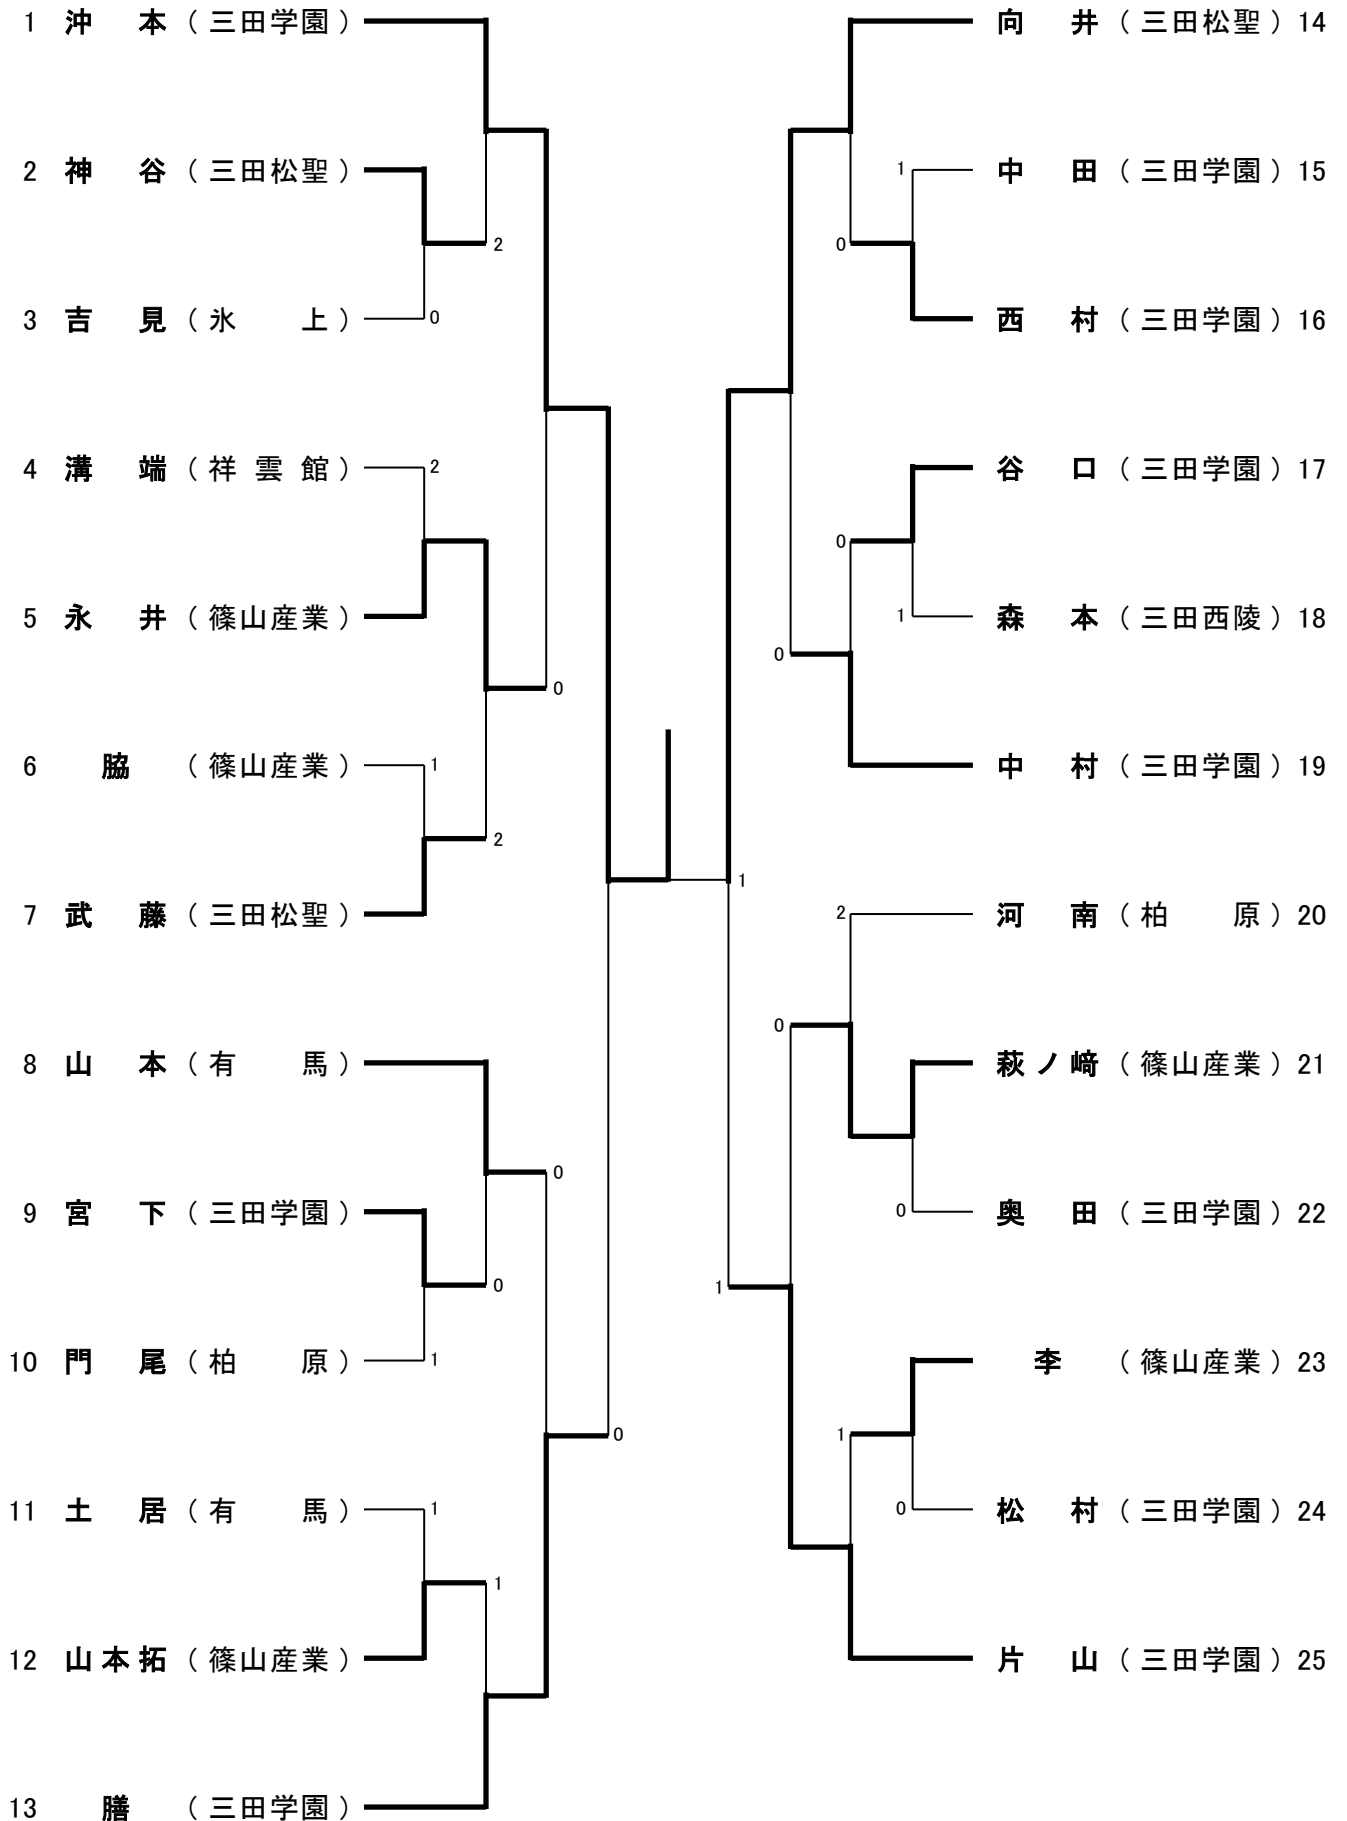 1 沖 本 ( 三田学園 )
2 神 谷 ( 三田松聖 )
2
3 吉 見 ( 氷 上 )
0
4 溝 端 ( 祥 雲 館 )
2
5 永 井 ( 篠山産業 )
0
6 脇 ( 篠山産業 )
1
2
7 武 藤 ( 三田松聖 )
8 山 本 ( 有 馬 )
0
9 宮 下 ( 三田学園 )
0
10 門 尾 ( 柏 原 )
1
0
11 土 居 ( 有 馬 )
1
1
12 山本拓 ( 篠山産業 )
13 膳 ( 三田学園 )
向 井 ( 三田松聖 ) 14
1
中 田 ( 三田学園 ) 15
0
西 村 ( 三田学園 ) 16
谷 口 ( 三田学園 ) 17
0
1
森 本 ( 三田西陵 ) 18
0
中 村 ( 三田学園 ) 19
1
2
河 南 ( 柏 原 ) 20
0
萩ノ﨑 ( 篠山産業 ) 21
0
奥 田 ( 三田学園 ) 22
1
李 ( 篠山産業 ) 23
1
0
松 村 ( 三田学園 ) 24
片 山 ( 三田学園 ) 25